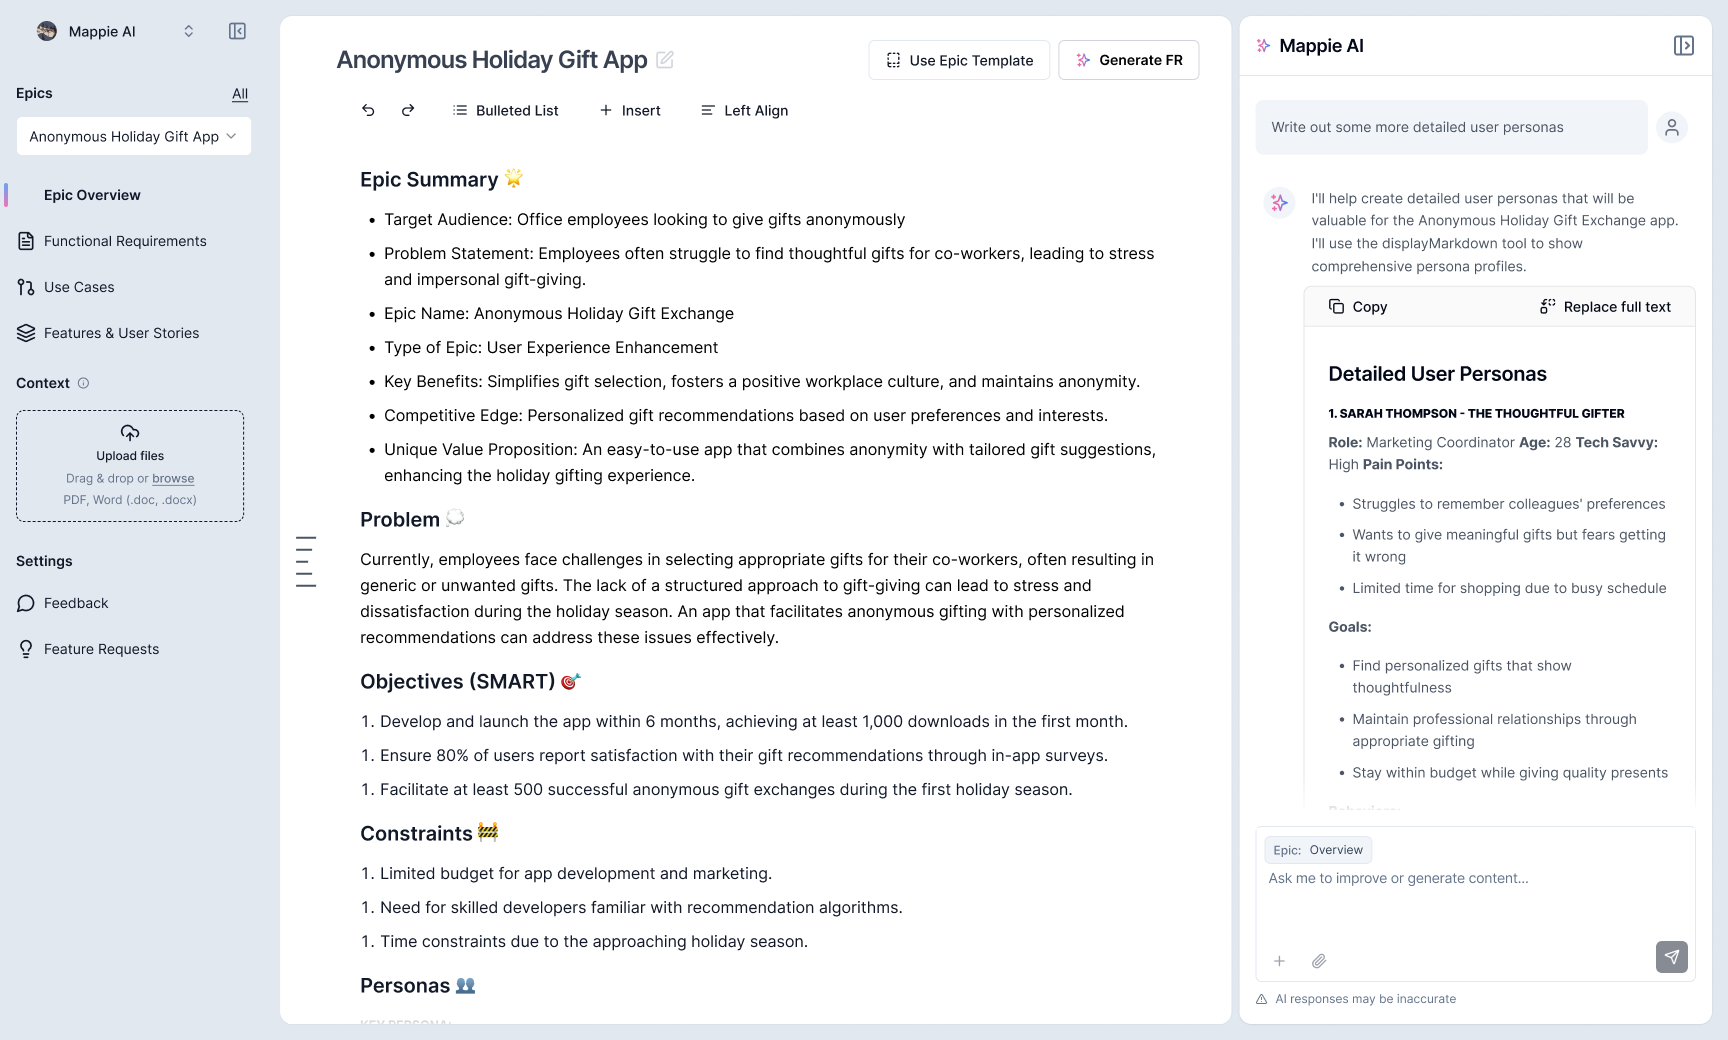 Mappie AI
Epics
All
Anonymous Holiday Gift App
Epic Overview
Functional Requirements
Use Cases
Features & User Stories
Context
Upload files
Drag & drop or browse
PDF, Word (.doc, .docx)
Settings
Feedback
Feature Requests
Anonymous Holiday Gift App
Use Epic Template
Generate FR
Bulleted List
Insert
Left Align
Epic Summary 🌟
• Target Audience: Office employees looking to give gifts anonymously
• Problem Statement: Employees often struggle to find thoughtful gifts for co-workers, leading to stress
and impersonal gift-giving.
• Epic Name: Anonymous Holiday Gift Exchange
• Type of Epic: User Experience Enhancement
• Key Benefits: Simplifies gift selection, fosters a positive workplace culture, and maintains anonymity.
• Competitive Edge: Personalized gift recommendations based on user preferences and interests.
• Unique Value Proposition: An easy-to-use app that combines anonymity with tailored gift suggestions,
enhancing the holiday gifting experience.
Problem 💭
Currently, employees face challenges in selecting appropriate gifts for their co-workers, often resulting in
generic or unwanted gifts. The lack of a structured approach to gift-giving can lead to stress and
dissatisfaction during the holiday season. An app that facilitates anonymous gifting with personalized
recommendations can address these issues effectively.
Objectives (SMART) 🎯
1. Develop and launch the app within 6 months, achieving at least 1,000 downloads in the first month.
1. Ensure 80% of users report satisfaction with their gift recommendations through in-app surveys.
1. Facilitate at least 500 successful anonymous gift exchanges during the first holiday season.
Constraints 🚧
1. Limited budget for app development and marketing.
1. Need for skilled developers familiar with recommendation algorithms.
1. Time constraints due to the approaching holiday season.
Personas 👥
KEY PERSONA:
Mappie AI
Write out some more detailed user personas
I'll help create detailed user personas that will be
valuable for the Anonymous Holiday Gift Exchange app.
I'll use the displayMarkdown tool to show
comprehensive persona profiles.
Copy
Replace full text
Detailed User Personas
1. SARAH THOMPSON - THE THOUGHTFUL GIFTER
Role: Marketing Coordinator Age: 28 Tech Savvy:
High Pain Points:
• Struggles to remember colleagues' preferences
• Wants to give meaningful gifts but fears getting
it wrong
• Limited time for shopping due to busy schedule
Goals:
• Find personalized gifts that show
thoughtfulness
• Maintain professional relationships through
appropriate gifting
• Stay within budget while giving quality presents
Behaviors:
Epic: Overview
Ask me to improve or generate content...
AI responses may be inaccurate